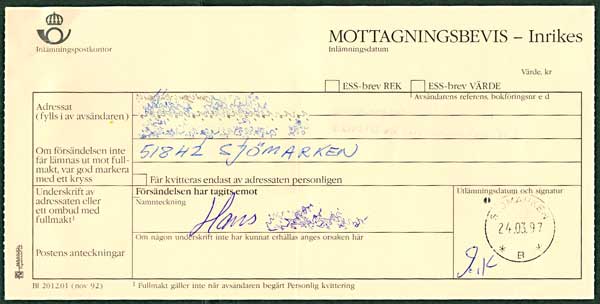 MOTTAGNINGSBEVIS – Inrikes
Inlämningspostkontor
Inlämningsdatum
Värde, kr
ESS-brev REK
ESS-brev VÄRDE
Adressat
(fylls i av avsändaren)
Avsändarens referens, bokföringsnr e d
Om försändelsen inte
får lämnas ut mot full-
makt, var god markera
med ett kryss
51842 SJÖMARKEN
Får kvitteras endast av adressaten personligen
Underskrift av
adressaten eller
ett ombud med
fullmakt¹
Försändelsen har tagits emot
Namnteckning
Hans
Utlämningsdatum och signatur
SJÖMARKEN
24.03.97
B
Om någon underskrift inte har kunnat erhållas anges orsaken här
Postens anteckningar
Bl 2012.01 (nov 92)
¹ Fullmakt gäller inte när avsändaren begärt Personlig kvittering